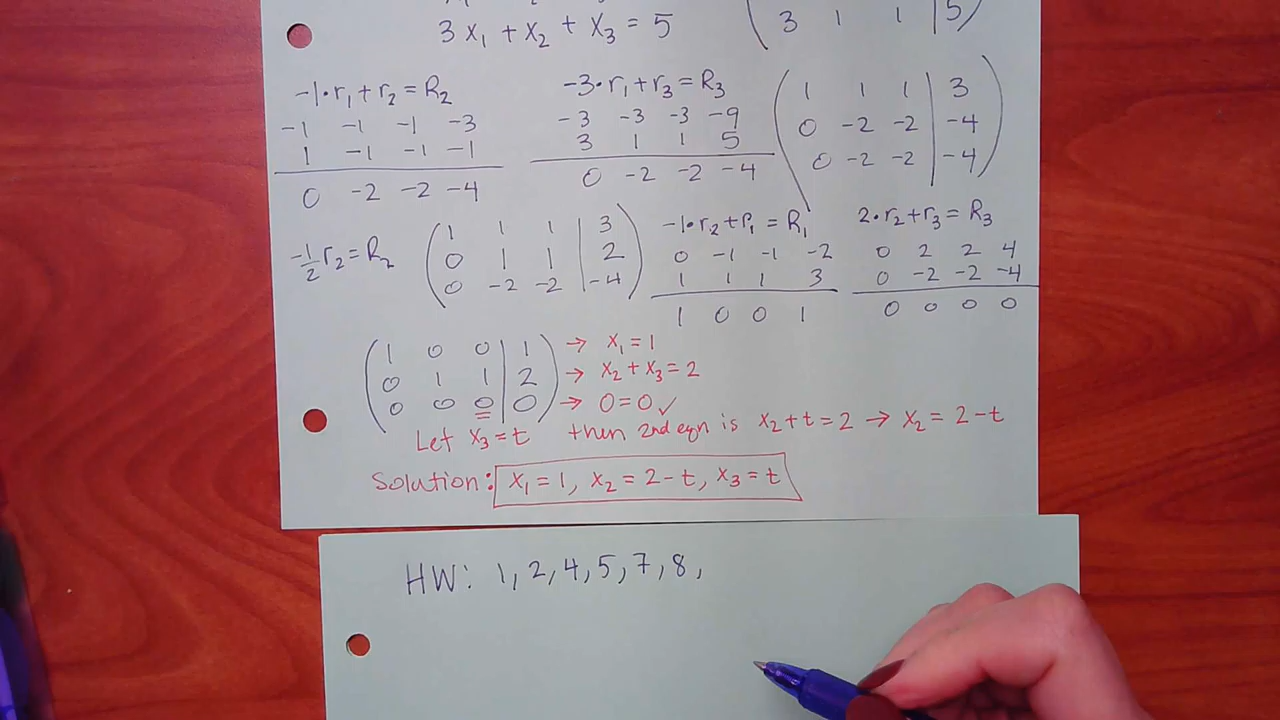 3x₁ + x₂ + x₃ = 5
3 1 1 | 5
-1·r₁ + r₂ = R₂
-1 -1 -1 -3
1 -1 -1 -1
0 -2 -2 -4
-3·r₁ + r₃ = R₃
-3 -3 -3 -9
3 1 1 5
0 -2 -2 -4
1 1 1 | 3
0 -2 -2 | -4
0 -2 -2 | -4
-1/2 r₂ = R₂
1 1 1 | 3
0 1 1 | 2
0 -2 -2 | -4
-1·r₂ + r₁ = R₁
0 -1 -1 -2
1 1 1 3
1 0 0 1
2·r₂ + r₃ = R₃
0 2 2 4
0 -2 -2 -4
0 0 0 0
1 0 0 | 1 → x₁ = 1
0 1 1 | 2 → x₂ + x₃ = 2
0 0 0 | 0 → 0 = 0 ✓
Let x₃ = t then 2nd eqn is x₂ + t = 2 → x₂ = 2 - t
Solution: x₁ = 1, x₂ = 2 - t, x₃ = t
HW: 1, 2, 4, 5, 7, 8,